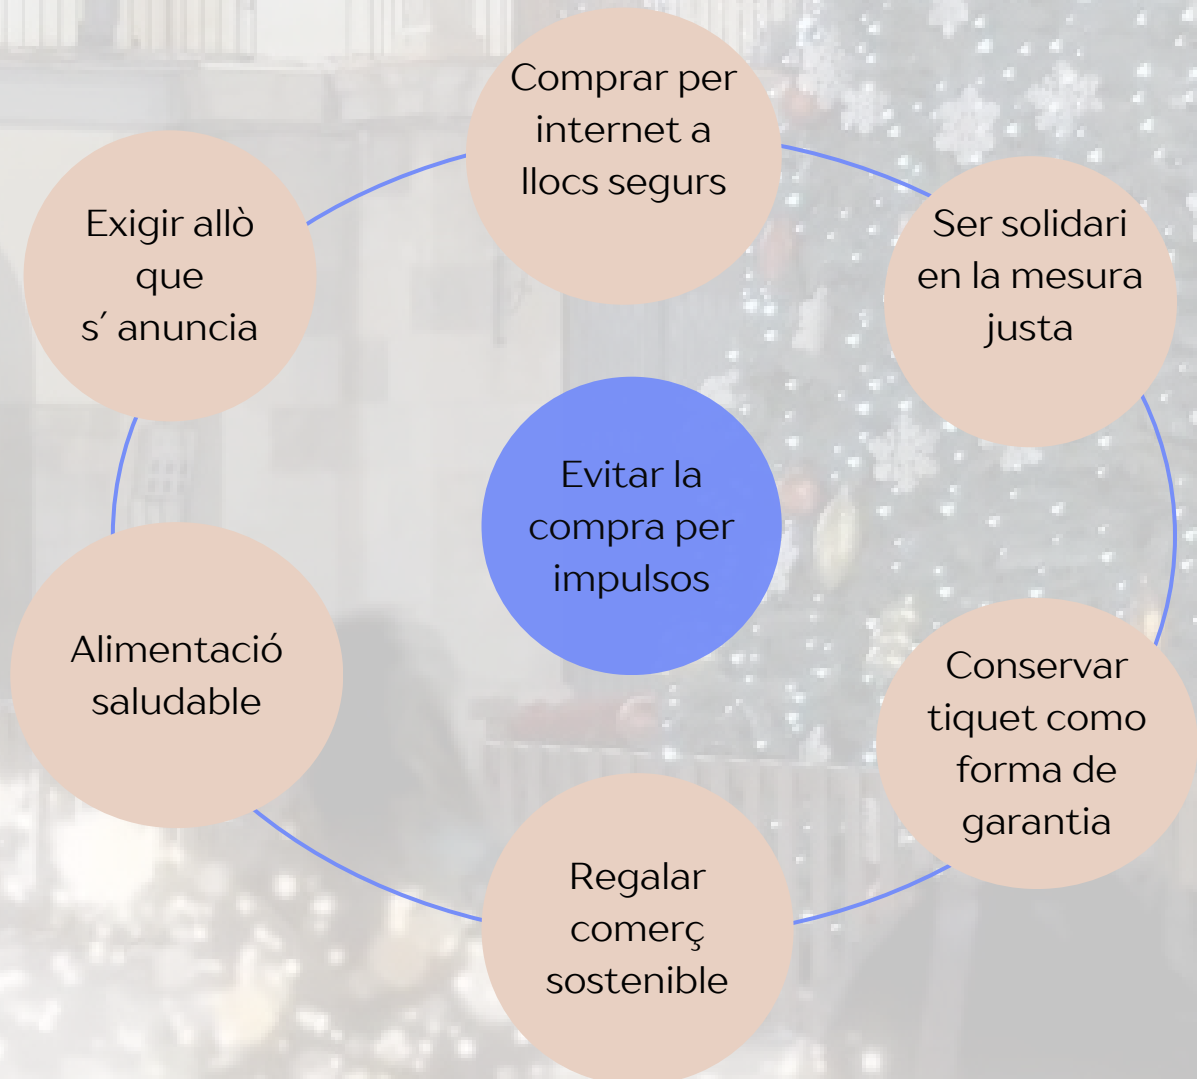 Comprar per
internet a
llocs segurs
Ser solidari
en la mesura
justa
Conservar
tiquet como
forma de
garantia
Regalar
comerç
sostenible
Alimentació
saludable
Exigir allò
que
s´ anuncia
Evitar la
compra per
impulsos